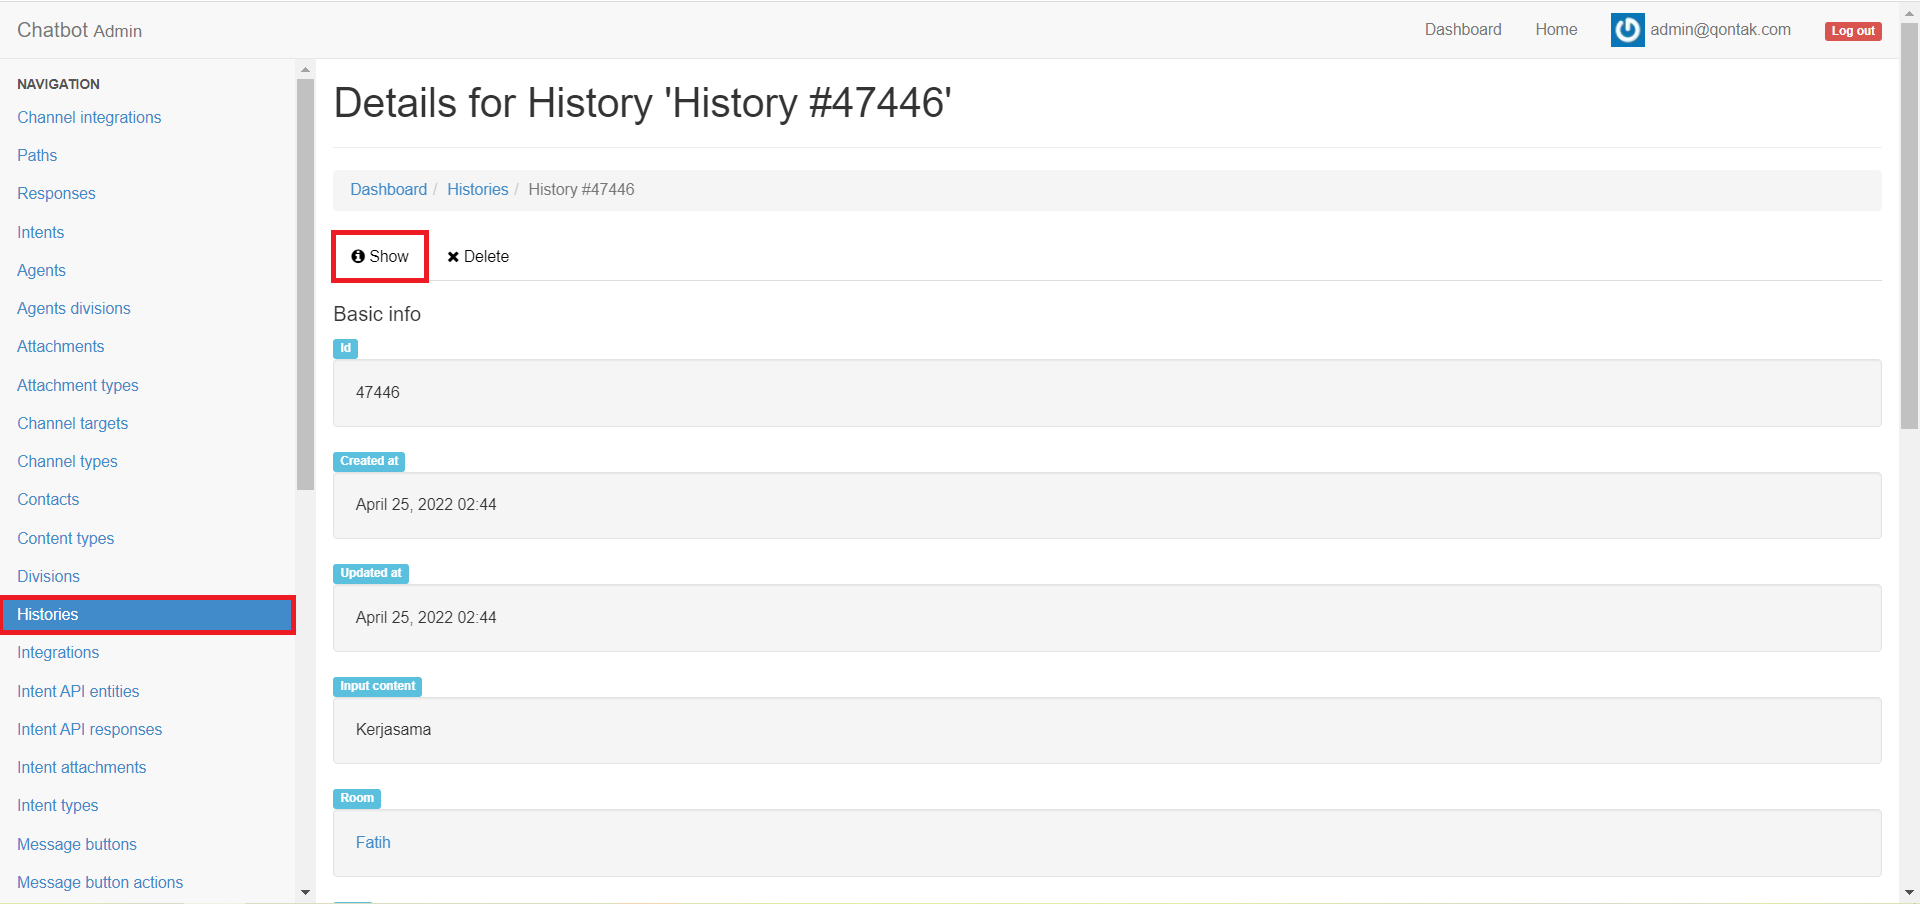 Chatbot Admin
Dashboard
Home
admin@qontak.com
Log out
NAVIGATION
Channel integrations
Paths
Responses
Intents
Agents
Agents divisions
Attachments
Attachment types
Channel targets
Channel types
Contacts
Content types
Divisions
Histories
Integrations
Intent API entities
Intent API responses
Intent attachments
Intent types
Message buttons
Message button actions
Details for History 'History #47446'
Dashboard / Histories / History #47446
Show
Delete
Basic info
Id
47446
Created at
April 25, 2022 02:44
Updated at
April 25, 2022 02:44
Input content
Kerjasama
Room
Fatih